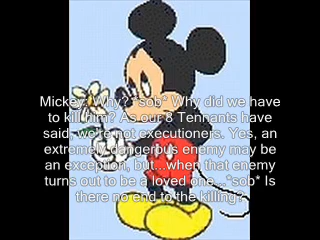 Mickey: Why? *sob* Why did we have
to kill him? As our 8 Tennants have
said, we're not executioners. Yes, an
extremely dangerous enemy may be
an exception, but...when that enemy
turns out to be a loved one...*sob* Is
there no end to the killing?